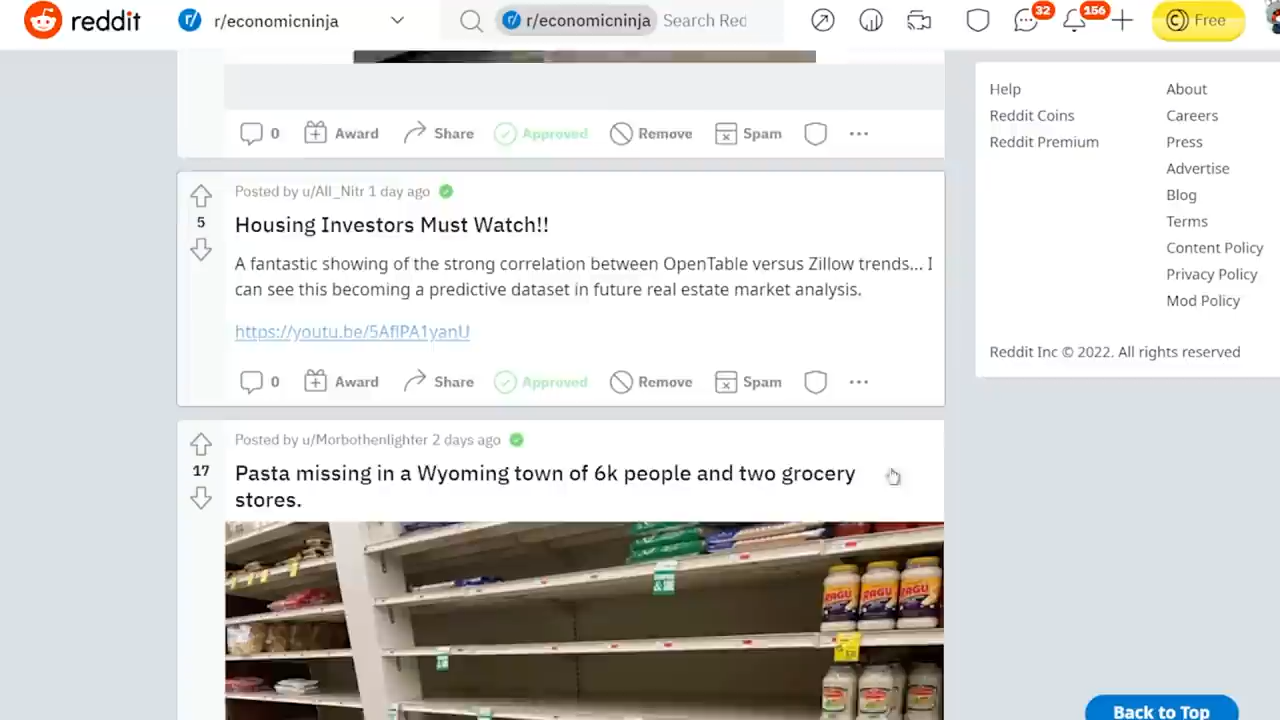 reddit
r/economicninja
r/economicninja
Search Red
32
156
Free
0
Award
Share
Approved
Remove
Spam
Help
Reddit Coins
Reddit Premium
About
Careers
Press
Advertise
Blog
Terms
Content Policy
Privacy Policy
Mod Policy
Reddit Inc © 2022. All rights reserved
5
Posted by u/All_Nitr 1 day ago
Housing Investors Must Watch!!
A fantastic showing of the strong correlation between OpenTable versus Zillow trends... I
can see this becoming a predictive dataset in future real estate market analysis.
https://youtu.be/5AflPA1yanU
0
Award
Share
Approved
Remove
Spam
17
Posted by u/Morbothenlighter 2 days ago
Pasta missing in a Wyoming town of 6k people and two grocery
stores.
RAGU
RAGU
RAGU
Back to Top